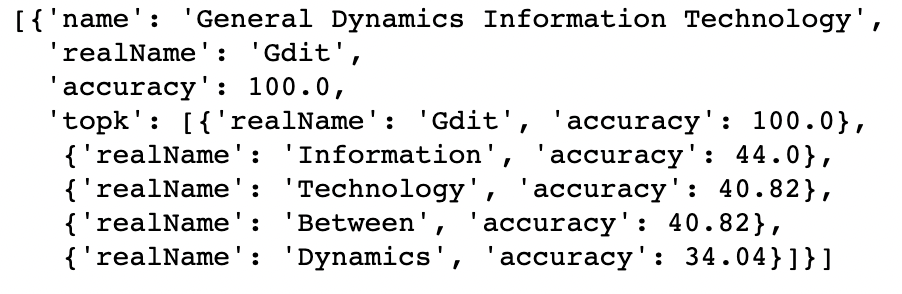 [{'name': 'General Dynamics Information Technology',
'realName': 'Gdit',
'accuracy': 100.0,
'topk': [{'realName': 'Gdit', 'accuracy': 100.0},
{'realName': 'Information', 'accuracy': 44.0},
{'realName': 'Technology', 'accuracy': 40.82},
{'realName': 'Between', 'accuracy': 40.82},
{'realName': 'Dynamics', 'accuracy': 34.04}]}]